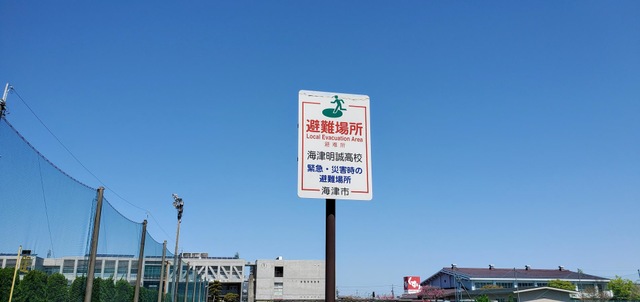 避難場所
Local Evacuation Area
避難所
海津明誠高校
緊急・災害時の
避難場所
海津市